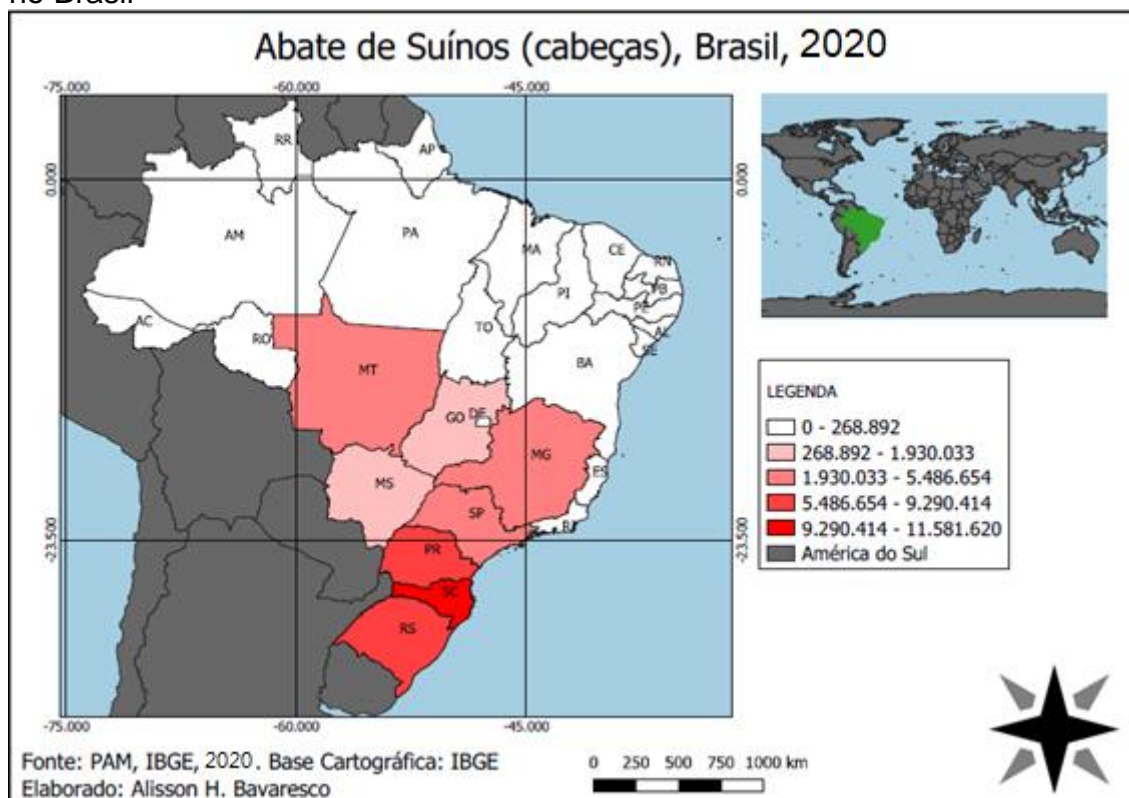 no Brasil
Abate de Suínos (cabeças), Brasil, 2020
-75.000 -60.000 -45.000
0.000 0.000
-23.500 -23.500
RR
AP
AM
PA
MA
CE
RN
PB
PE
AL
SE
PI
TO
AC
RO
BA
MT
GO
DF
MG
ES
MS
SP
RJ
PR
SC
RS
-75.000 -60.000 -45.000
LEGENDA
0 - 268.892
268.892 - 1.930.033
1.930.033 - 5.486.654
5.486.654 - 9.290.414
9.290.414 - 11.581.620
América do Sul
Fonte: PAM, IBGE, 2020. Base Cartográfica: IBGE
Elaborado: Alisson H. Bavaresco
0 250 500 750 1000 km